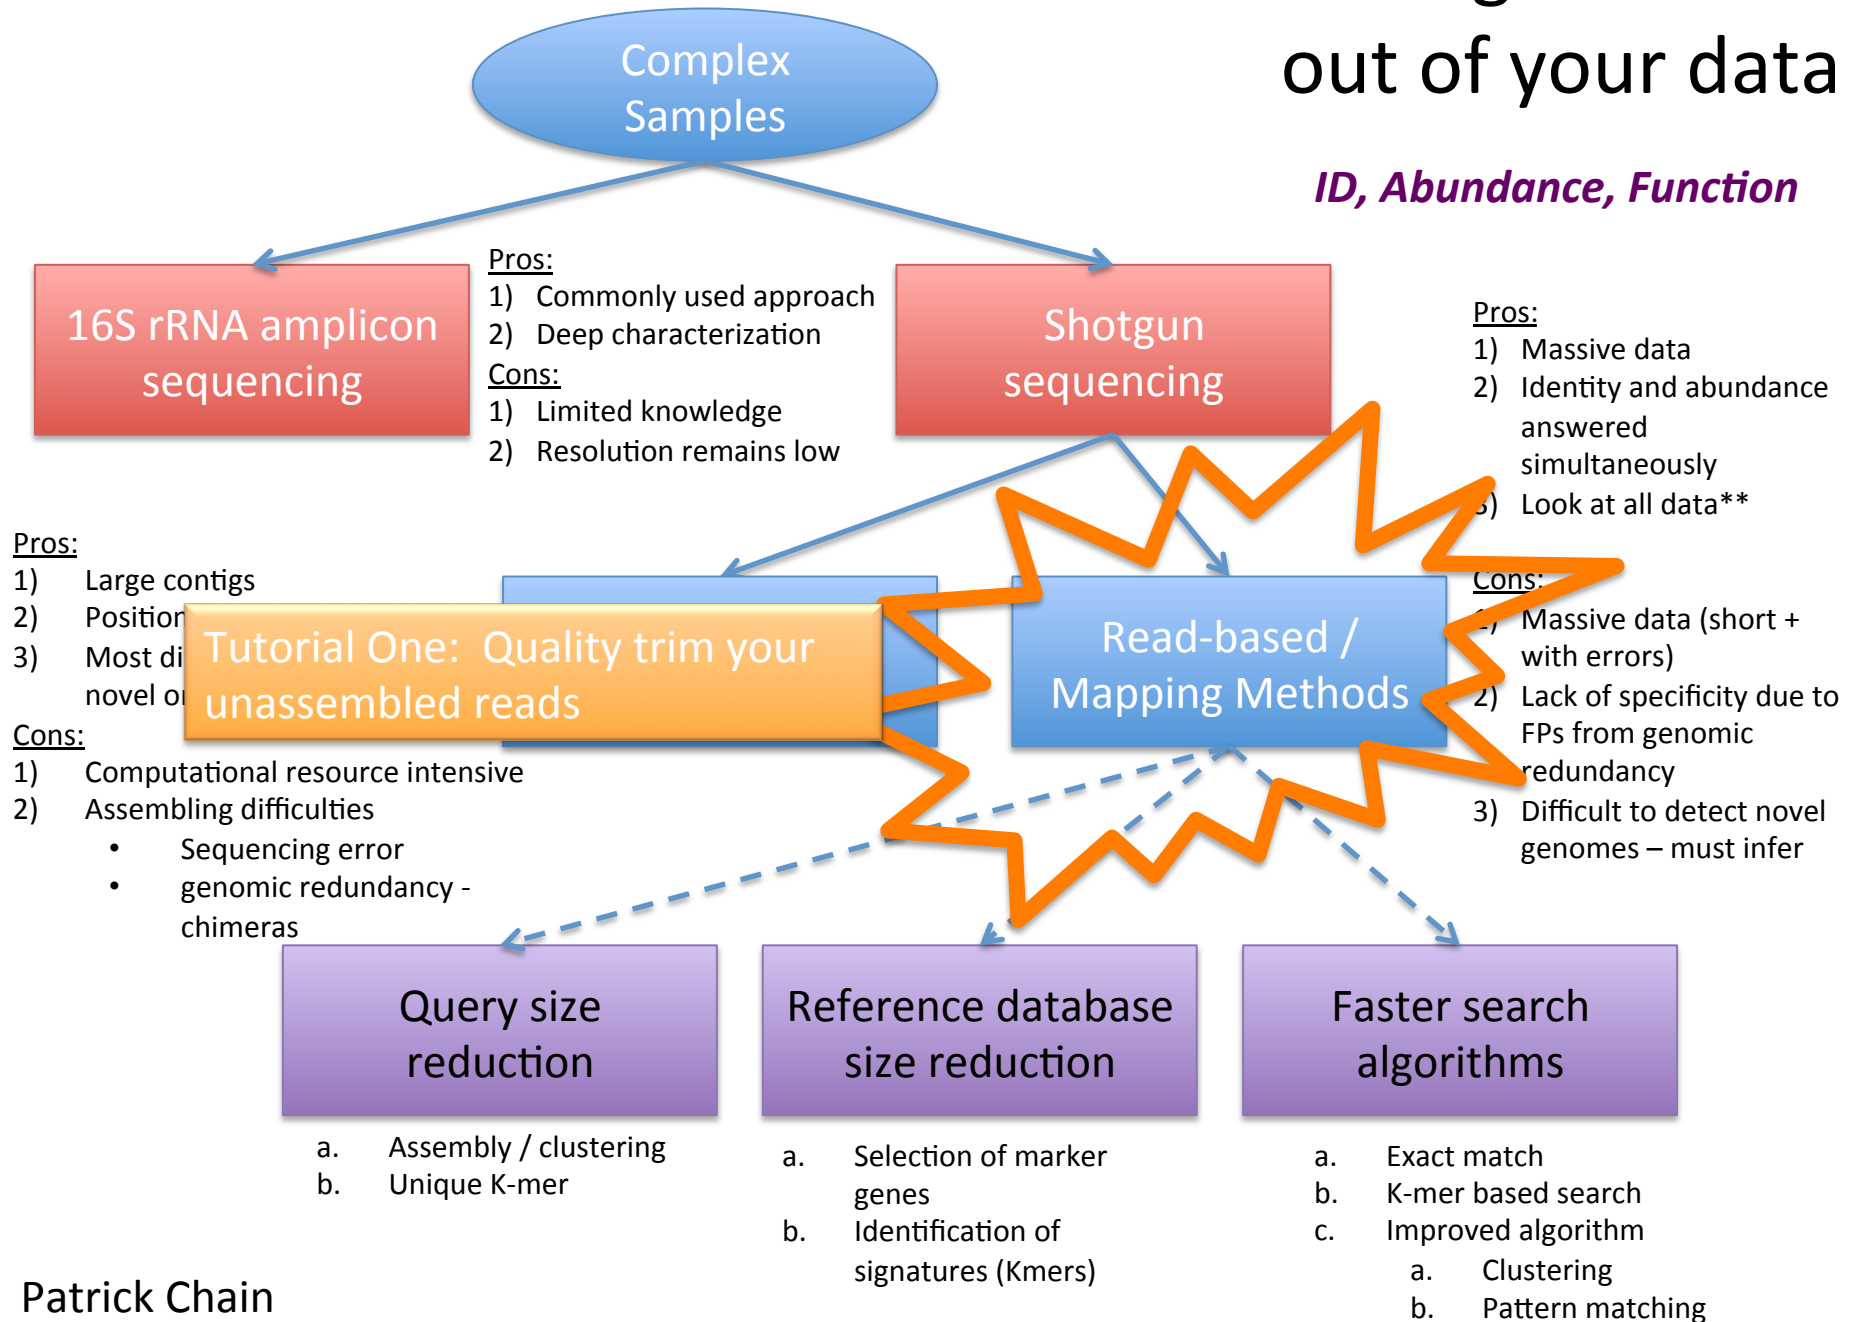 out of your data
ID, Abundance, Function
Complex
Samples
16S rRNA amplicon
sequencing
Pros:
1) Commonly used approach
2) Deep characterization
Cons:
1) Limited knowledge
2) Resolution remains low
Shotgun
sequencing
Pros:
1) Massive data
2) Identity and abundance
answered
simultaneously
3) Look at all data**
Cons:
1) Massive data (short +
with errors)
2) Lack of specificity due to
FPs from genomic
redundancy
3) Difficult to detect novel
genomes – must infer
Pros:
1) Large contigs
2) Position
3) Most
novel
Cons:
1) Computational resource intensive
2) Assembling difficulties
• Sequencing error
• genomic redundancy -
chimeras
Tutorial One: Quality trim your
unassembled reads
Read-based /
Mapping Methods
Query size
reduction
a. Assembly / clustering
b. Unique K-mer
Reference database
size reduction
a. Selection of marker
genes
b. Identification of
signatures (Kmers)
Faster search
algorithms
a. Exact match
b. K-mer based search
c. Improved algorithm
a. Clustering
b. Pattern matching
Patrick Chain